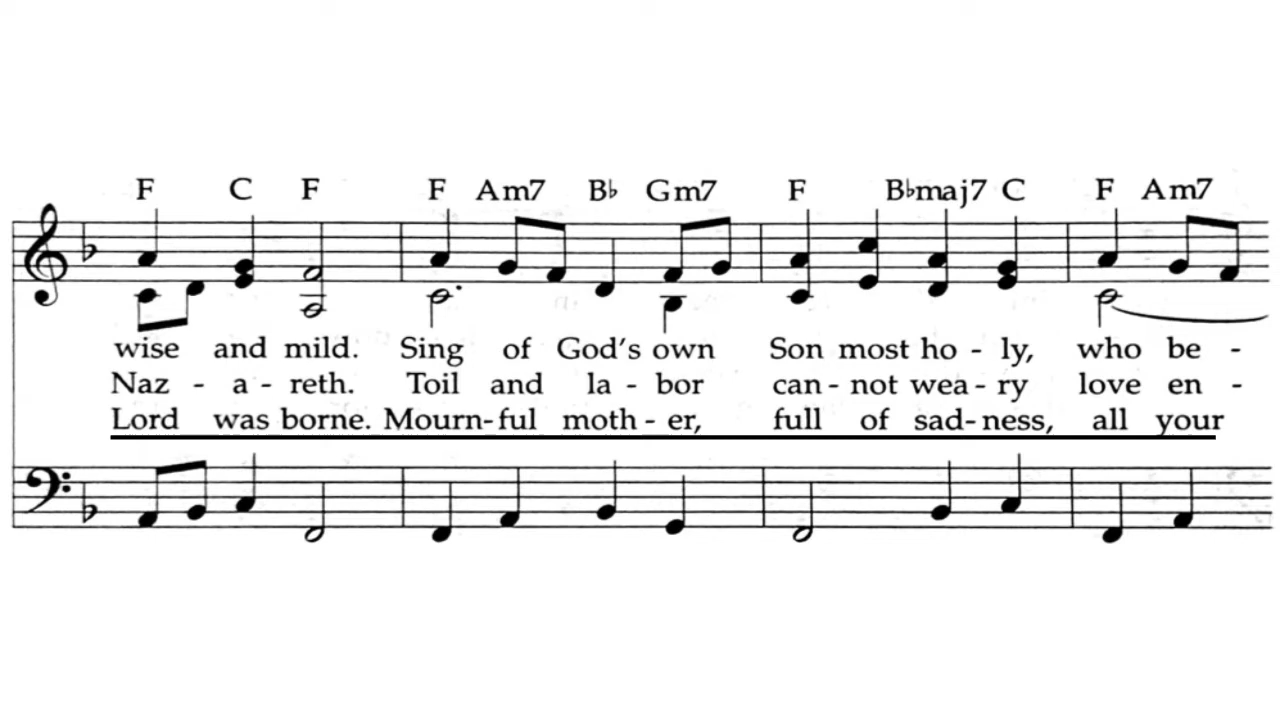 F C F F Am7 B♭ Gm7 F B♭maj7 C F Am7
wise and mild. Sing of God's own Son most ho - ly, who be -
Naz - a - reth. Toil and la - bor can - not wea - ry love en -
Lord was borne. Mourn - ful moth - er, full of sad - ness, all your